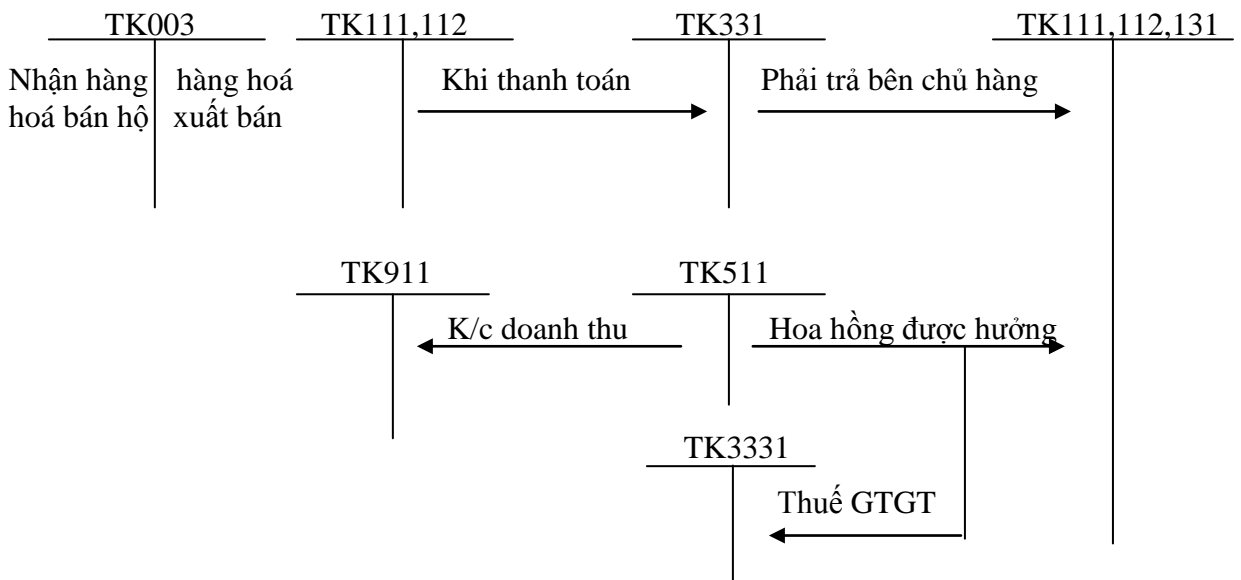 TK003 TK111,112 TK331 TK111,112,131
Nhận hàng hàng hoá Khi thanh toán Phải trả bên chủ hàng
hoá bán hộ xuất bán
TK911 TK511
K/c doanh thu Hoa hồng được hưởng
TK3331
Thuế GTGT